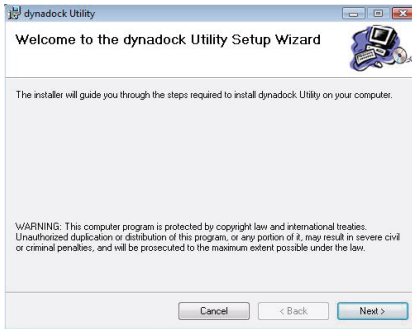 dynadock Utility
Welcome to the dynadock Utility Setup Wizard
The installer will guide you through the steps required to install dynadock Utility on your computer.
WARNING: This computer program is protected by copyright law and international treaties.
Unauthorized duplication or distribution of this program, or any portion of it, may result in severe civil
or criminal penalties, and will be prosecuted to the maximum extent possible under the law.
Cancel
< Back
Next >